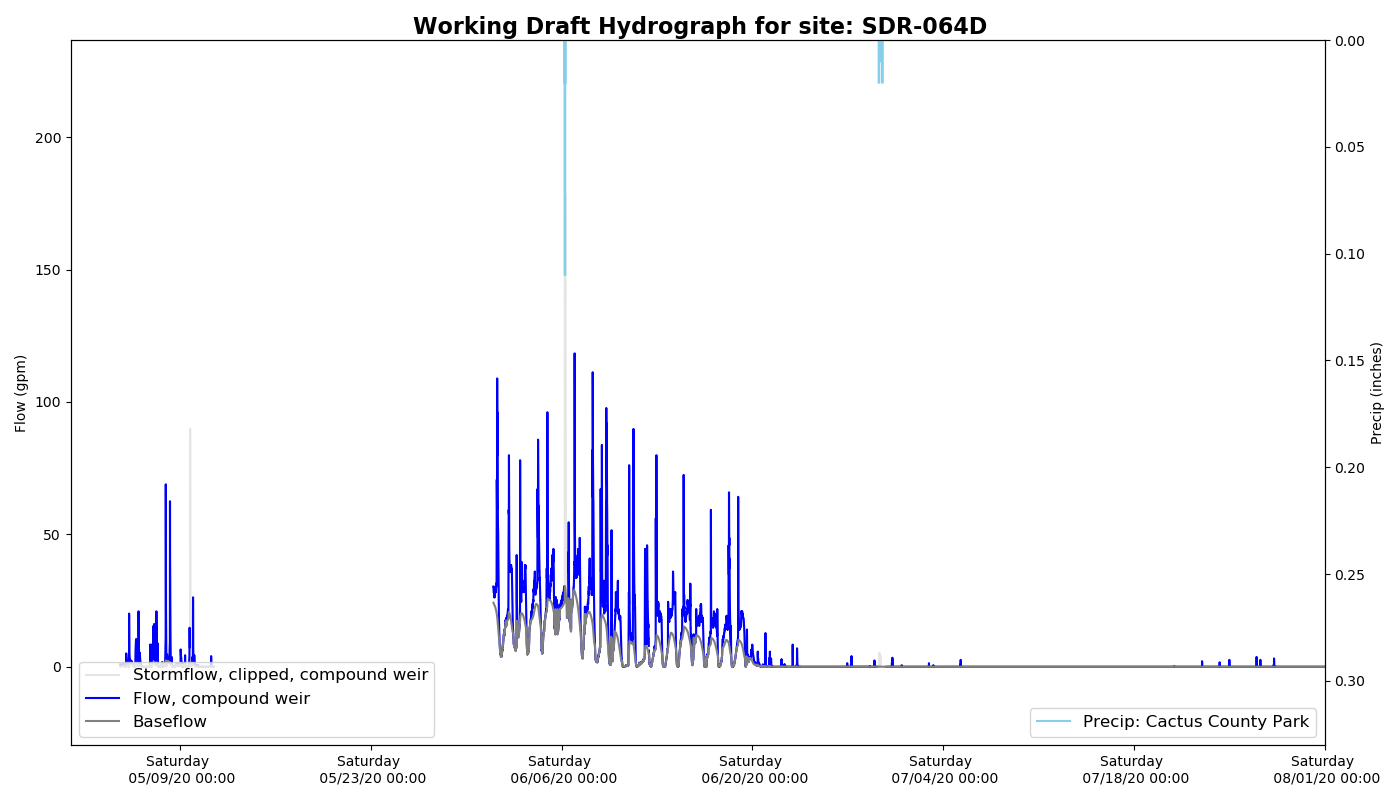 Working Draft Hydrograph for site: SDR-064D
Flow (gpm)
200
150
100
50
0
0.00
0.05
0.10
0.15
0.20
0.25
0.30
Precip (inches)
Stormflow, clipped, compound weir
Flow, compound weir
Baseflow
Precip: Cactus County Park
Saturday
05/09/20 00:00
Saturday
05/23/20 00:00
Saturday
06/06/20 00:00
Saturday
06/20/20 00:00
Saturday
07/04/20 00:00
Saturday
07/18/20 00:00
Saturday
08/01/20 00:00